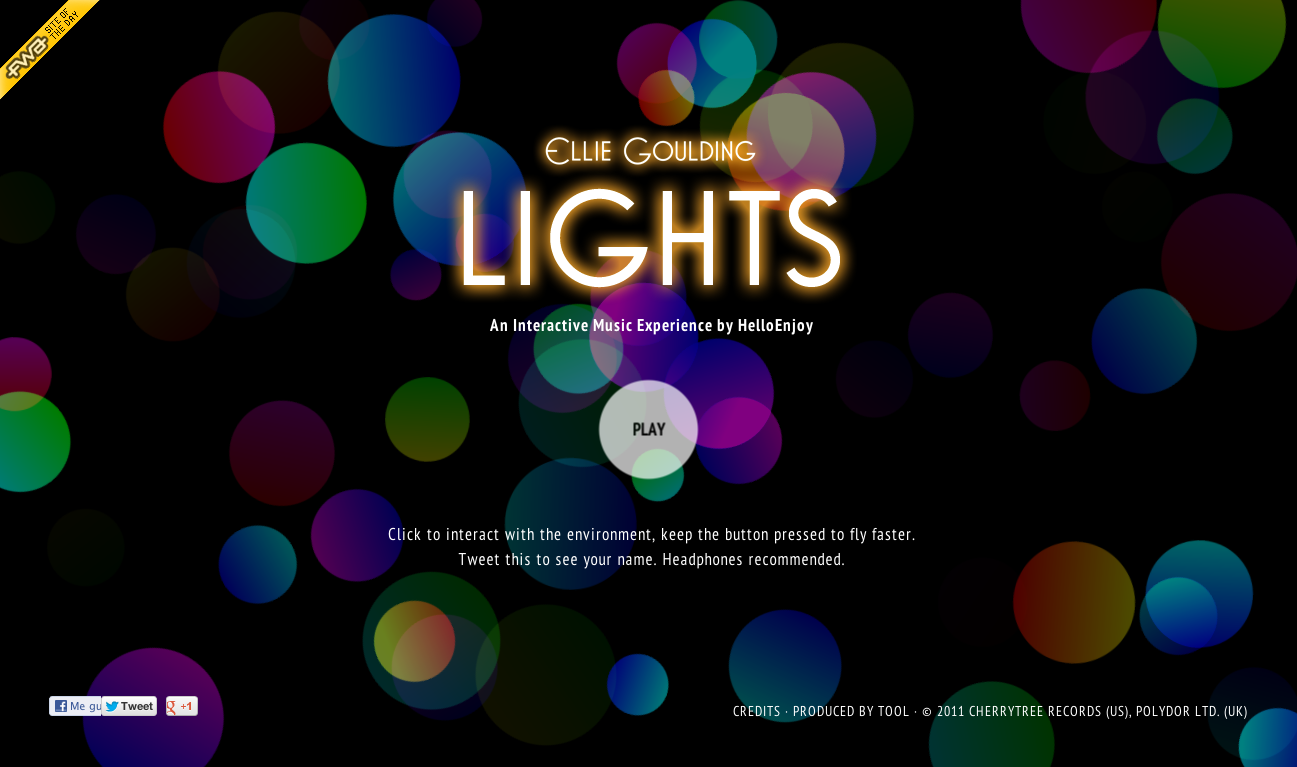 SITE OF
THE DAY
fwa
ELLIE GOULDING
LIGHTS
An Interactive Music Experience by HelloEnjoy
PLAY
Click to interact with the environment, keep the button pressed to fly faster.
Tweet this to see your name. Headphones recommended.
Me gu Tweet g +1
CREDITS · PRODUCED BY TOOL · © 2011 CHERRYTREE RECORDS (US), POLYDOR LTD. (UK)